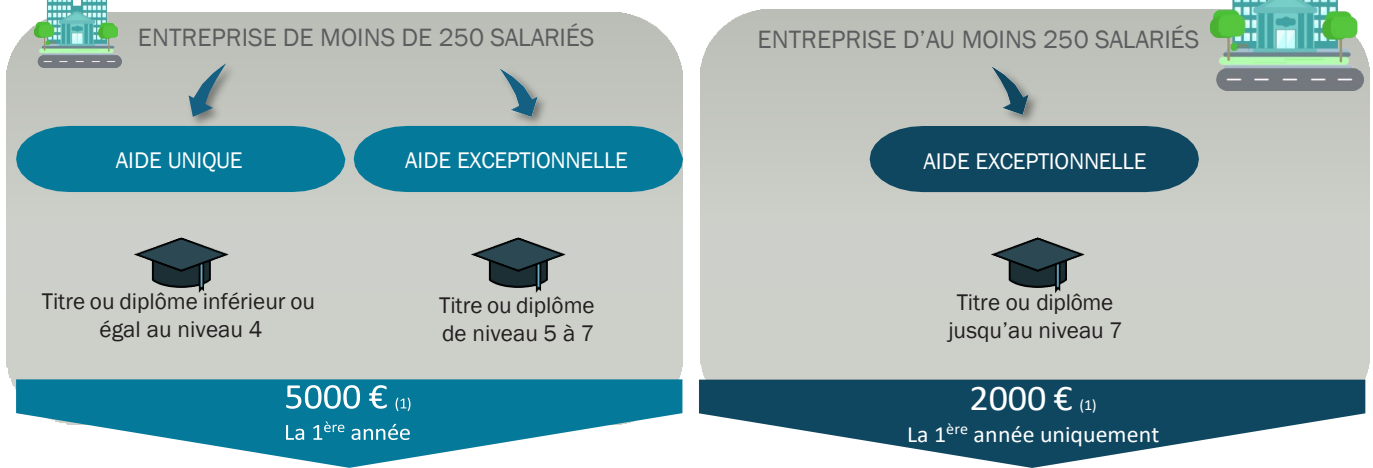 ENTREPRISE DE MOINS DE 250 SALARIÉS
AIDE UNIQUE
AIDE EXCEPTIONNELLE
Titre ou diplôme inférieur ou
égal au niveau 4
Titre ou diplôme
de niveau 5 à 7
5000 € (1)
La 1ère année
ENTREPRISE D'AU MOINS 250 SALARIÉS
AIDE EXCEPTIONNELLE
Titre ou diplôme
jusqu'au niveau 7
2000 € (1)
La 1ère année uniquement